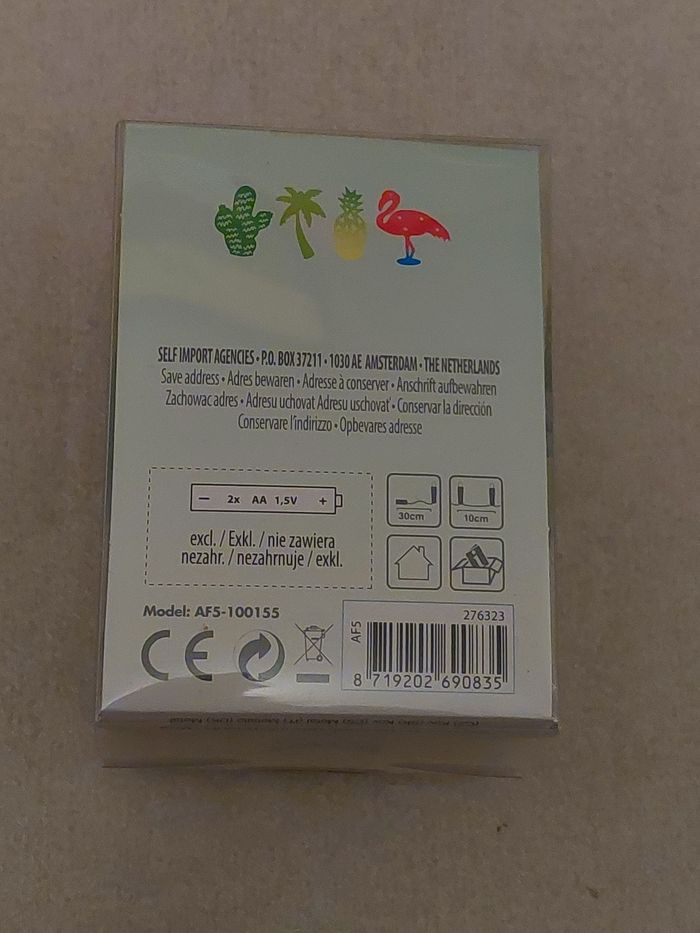 SELF IMPORT AGENCIES • P.O. BOX 37211 • 1030 AE AMSTERDAM • THE NETHERLANDS
Save address • Adres bewaren • Adresse à conserver • Anschrift aufbewahren
Zachowac adres • Adresu uchovat Adresu uschovat' • Conservar la dirección
Conservare l'indirizzo • Opbevares adresse
− 2x AA 1,5V +
excl. / Exkl. / nie zawiera
nezahr. / nezahrnuje / exkl.
30cm
10cm
Model: AF5-100155
CE
276323
AF5
8 719202 690835